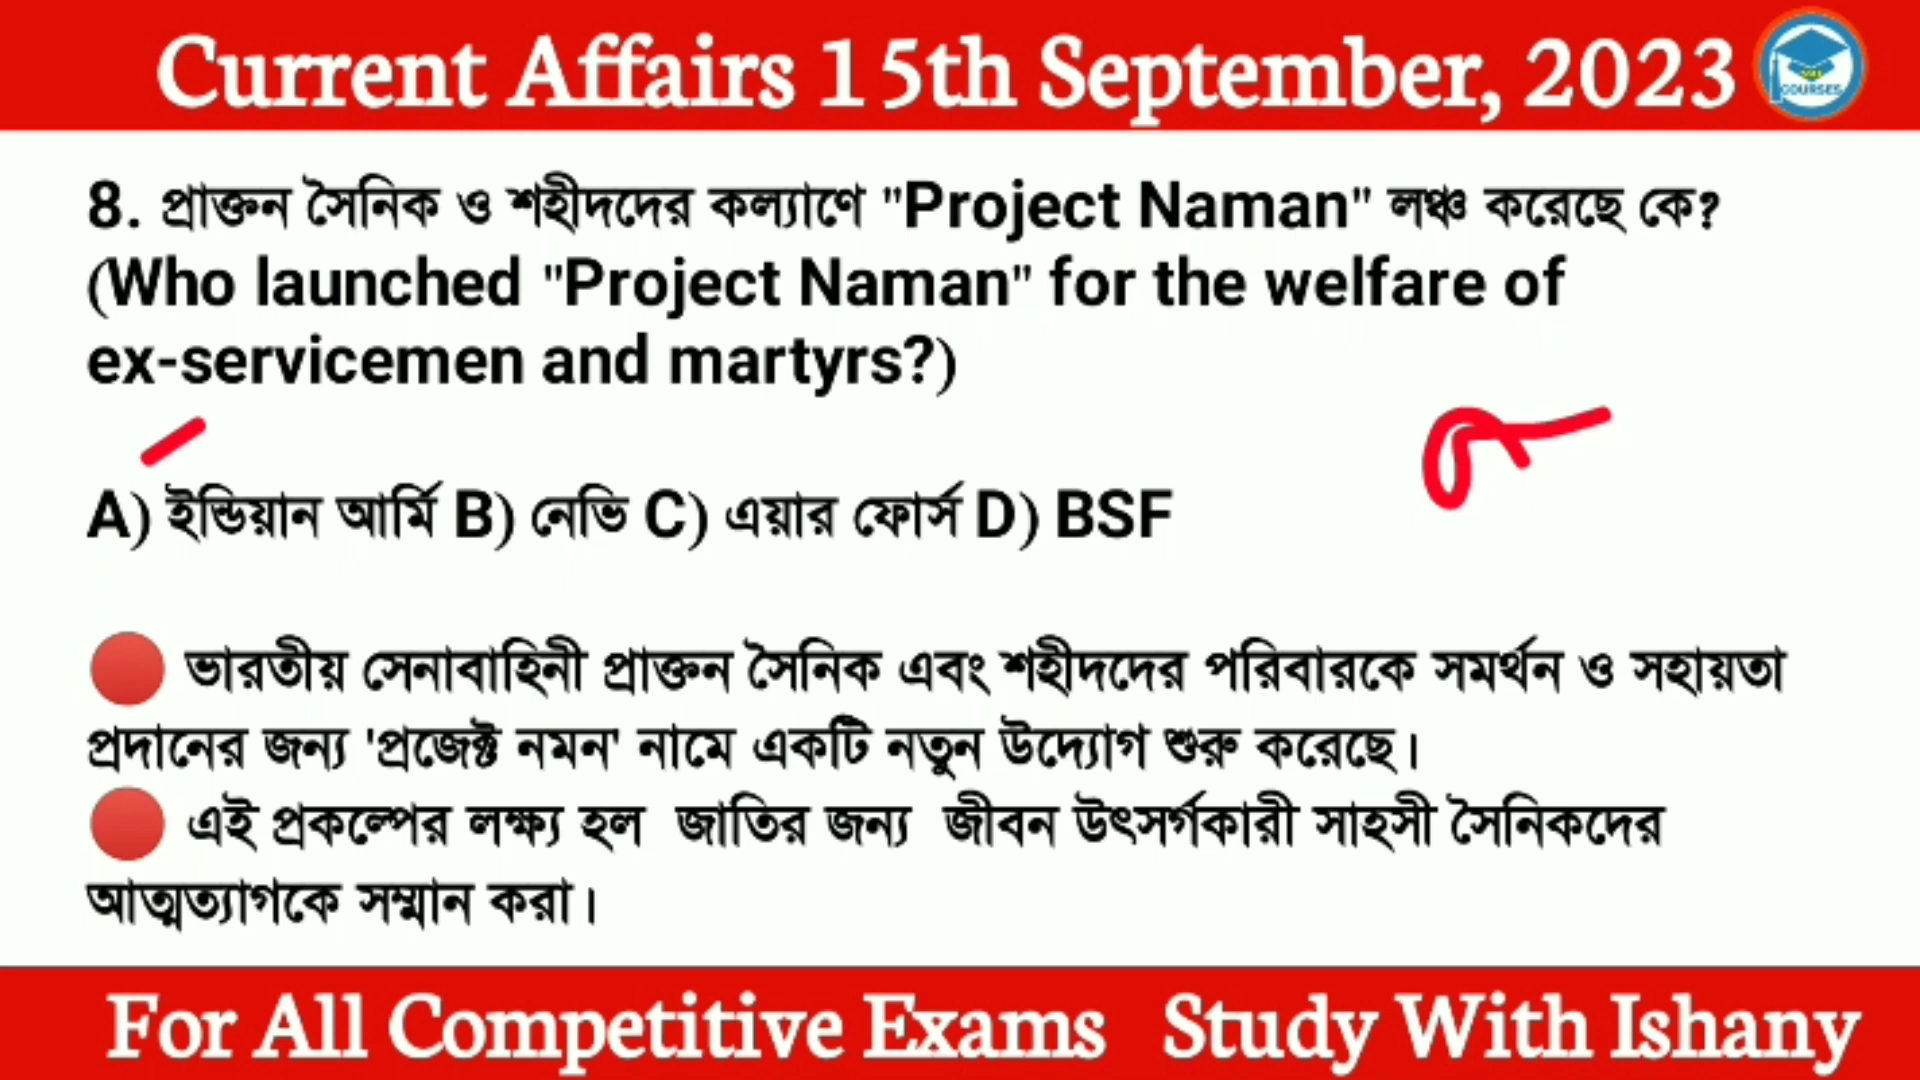 Current Affairs 15th September, 2023
COURSES
8. প্রাক্তন সৈনিক ও শহীদদের কল্যাণে "Project Naman" লঞ্চ করেছে কে?
(Who launched "Project Naman" for the welfare of
ex-servicemen and martyrs?)
A) ইন্ডিয়ান আর্মি B) নেভি C) এয়ার ফোর্স D) BSF
ভারতীয় সেনাবাহিনী প্রাক্তন সৈনিক এবং শহীদদের পরিবারকে সমর্থন ও সহায়তা
প্রদানের জন্য 'প্রজেক্ট নমন' নামে একটি নতুন উদ্যোগ শুরু করেছে।
এই প্রকল্পের লক্ষ্য হল জাতির জন্য জীবন উৎসর্গকারী সাহসী সৈনিকদের
আত্মত্যাগকে সম্মান করা।
For All Competitive Exams Study With Ishany